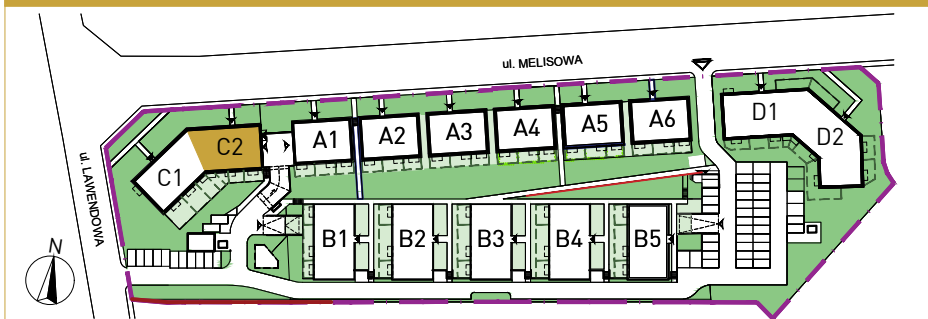 ul. MELISOWA
ul. LAWENDOWA
C1
C2
A1
A2
A3
A4
A5
A6
D1
D2
B1
B2
B3
B4
B5
N